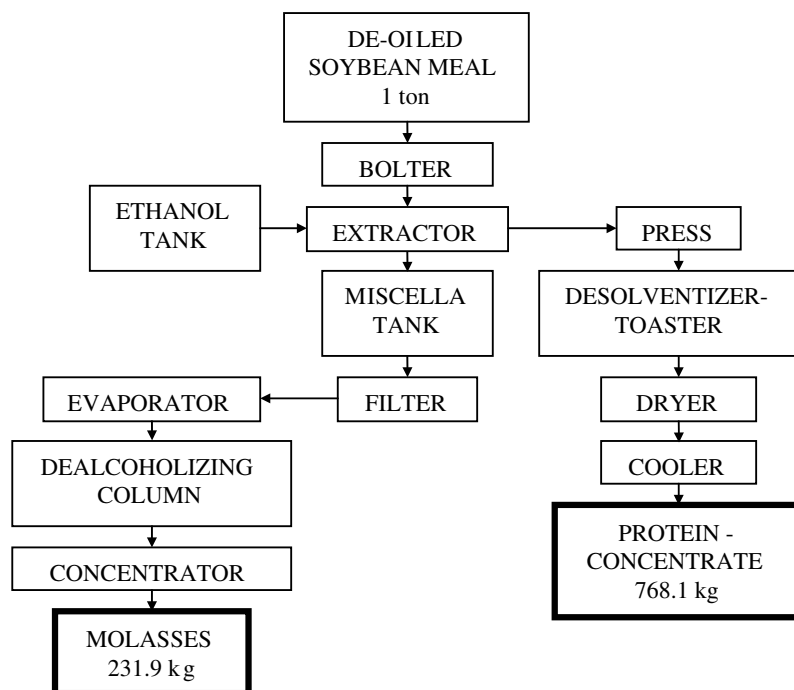 DE-OILED
SOYBEAN MEAL
1 ton
BOLTER
ETHANOL
TANK
EXTRACTOR
PRESS
MISCELLA
TANK
DESOLVENTIZER-
TOASTER
EVAPORATOR
FILTER
DRYER
DEALCOHOLIZING
COLUMN
COOLER
CONCENTRATOR
PROTEIN -
CONCENTRATE
768.1 kg
MOLASSES
231.9 kg